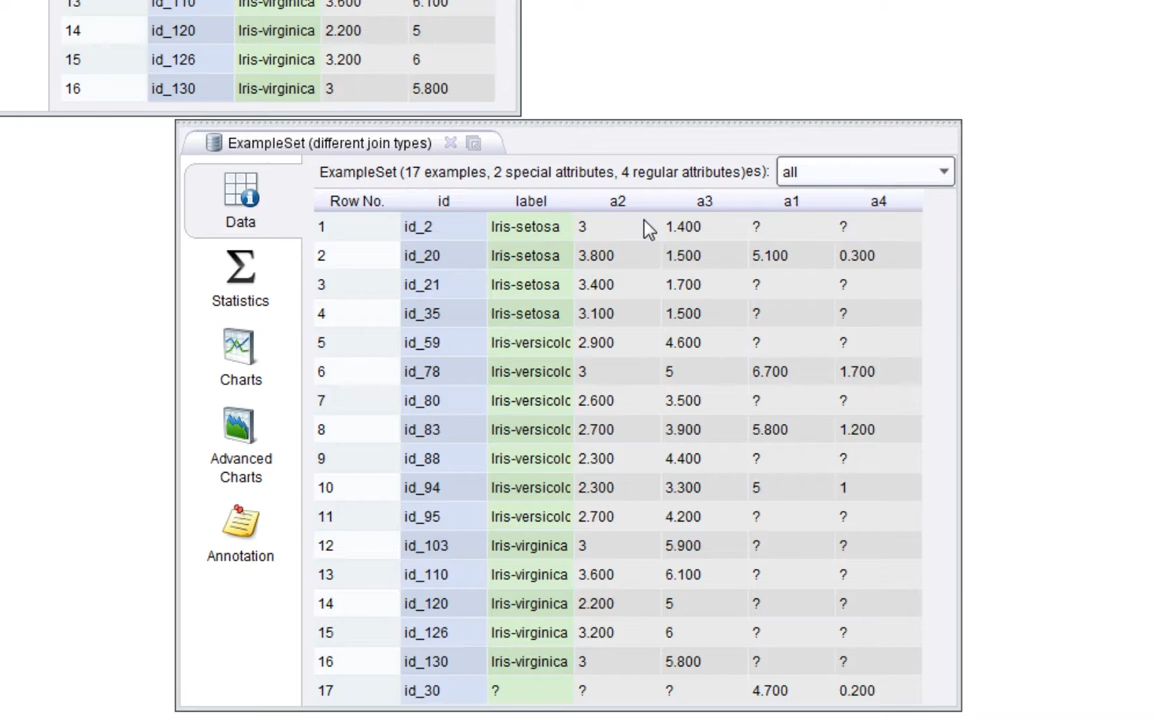 13 id_110 Iris-virginica 3.600 6.100
14 id_120 Iris-virginica 2.200 5
15 id_126 Iris-virginica 3.200 6
16 id_130 Iris-virginica 3 5.800
ExampleSet (different join types)
ExampleSet (17 examples, 2 special attributes, 4 regular attributes)es): all
Data
Statistics
Charts
Advanced
Charts
Annotation
Row No. id label a2 a3 a1 a4
1 id_2 Iris-setosa 3 1.400 ? ?
2 id_20 Iris-setosa 3.800 1.500 5.100 0.300
3 id_21 Iris-setosa 3.400 1.700 ? ?
4 id_35 Iris-setosa 3.100 1.500 ? ?
5 id_59 Iris-versicolc 2.900 4.600 ? ?
6 id_78 Iris-versicolc 3 5 6.700 1.700
7 id_80 Iris-versicolc 2.600 3.500 ? ?
8 id_83 Iris-versicolc 2.700 3.900 5.800 1.200
9 id_88 Iris-versicolc 2.300 4.400 ? ?
10 id_94 Iris-versicolc 2.300 3.300 5 1
11 id_95 Iris-versicolc 2.700 4.200 ? ?
12 id_103 Iris-virginica 3 5.900 ? ?
13 id_110 Iris-virginica 3.600 6.100 ? ?
14 id_120 Iris-virginica 2.200 5 ? ?
15 id_126 Iris-virginica 3.200 6 ? ?
16 id_130 Iris-virginica 3 5.800 ? ?
17 id_30 ? ? ? 4.700 0.200